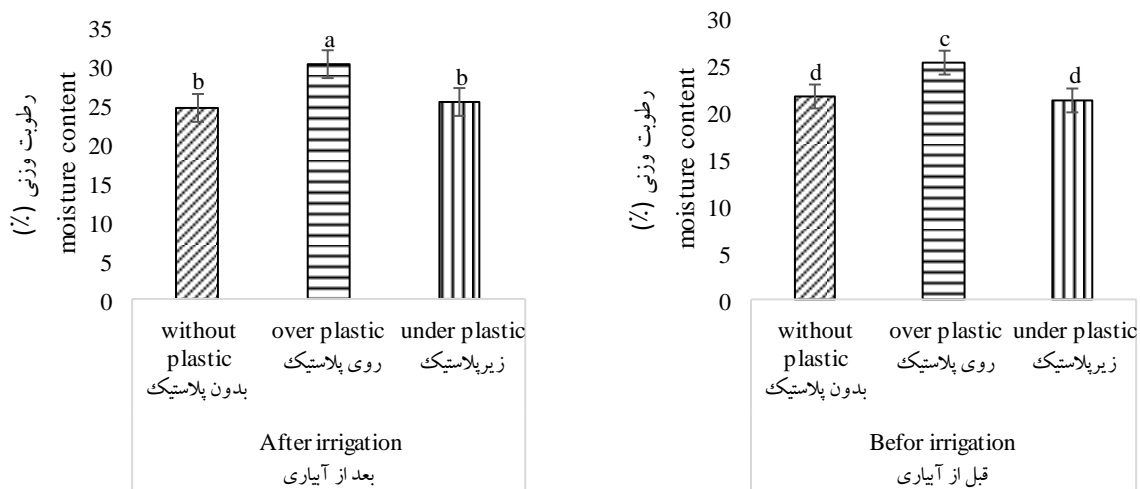 رطوبت وزنی (٪)
moisture content
35
30
25
20
15
10
5
0
b
a
b
without plastic
بدون پلاستیک
over plastic
روی پلاستیک
under plastic
زیرپلاستیک
After irrigation
بعد از آبیاری
رطوبت وزنی (٪)
moisture content
30
25
20
15
10
5
0
d
c
d
without plastic
بدون پلاستیک
over plastic
روی پلاستیک
under plastic
زیرپلاستیک
Befor irrigation
قبل از آبیاری